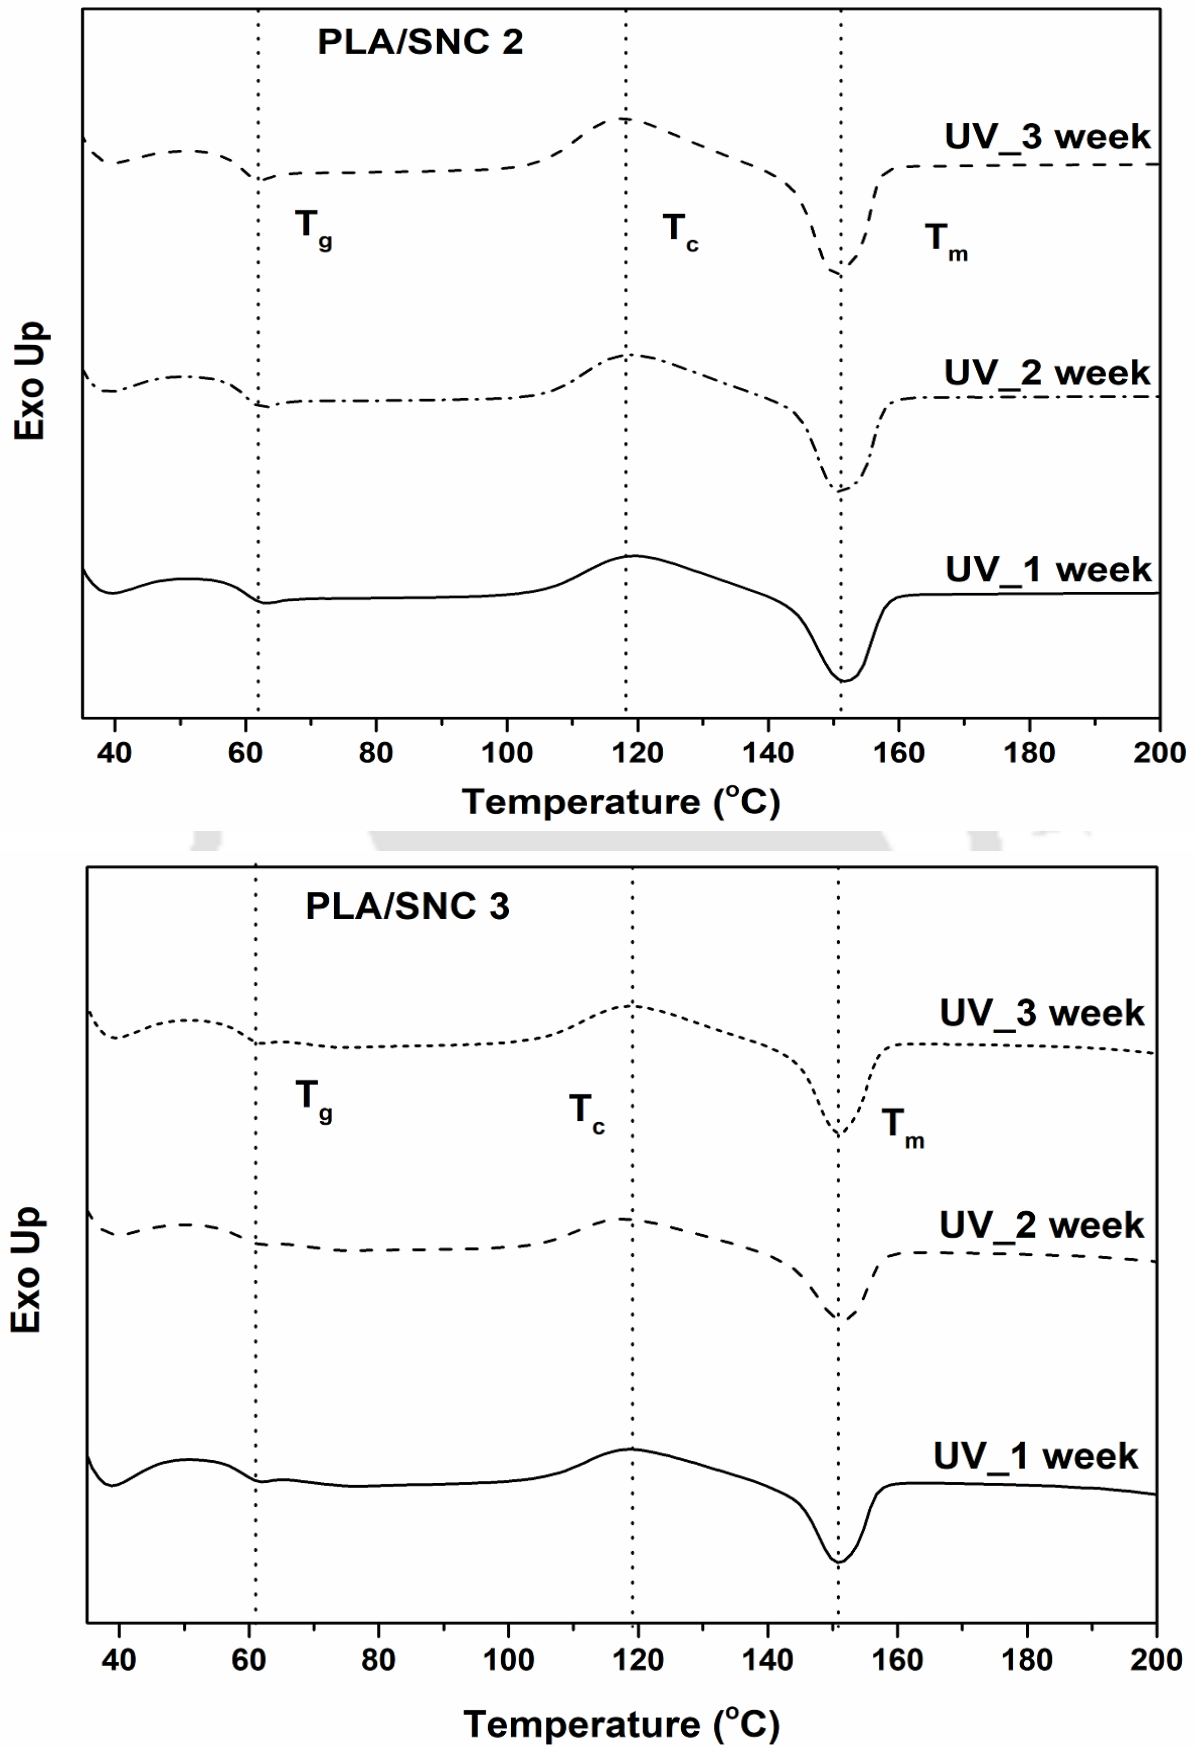 PLA/SNC 2
UV_3 week
Tg
Tc
Tm
UV_2 week
UV_1 week
Exo Up
40 60 80 100 120 140 160 180 200
Temperature (°C)
PLA/SNC 3
UV_3 week
Tg
Tc
Tm
UV_2 week
UV_1 week
Exo Up
40 60 80 100 120 140 160 180 200
Temperature (°C)